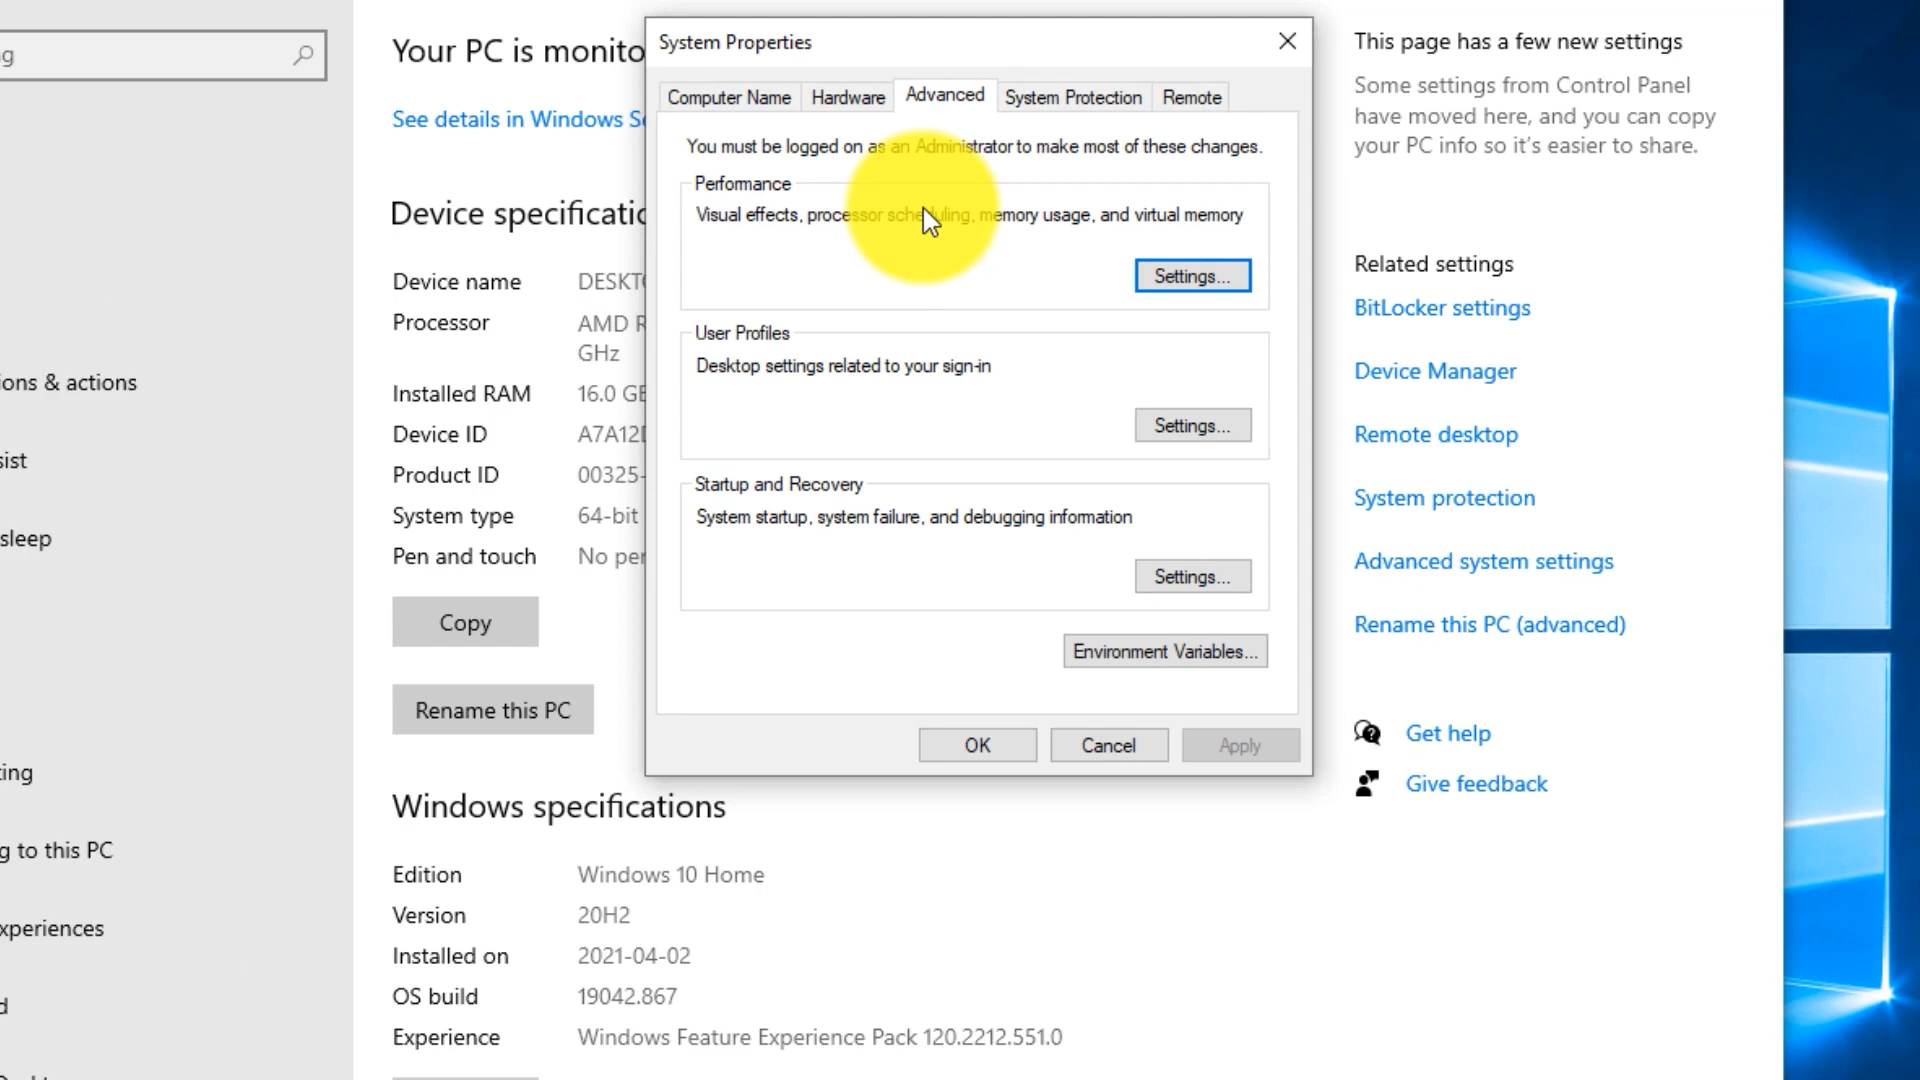 g
ions & actions
sist
sleep
ting
g to this PC
xperiences
d
Your PC is monito
See details in Windows Se
Device specificatio
Device name DESKTO
Processor AMD R
GHz
Installed RAM 16.0 GB
Device ID A7A12D
Product ID 00325-
System type 64-bit
Pen and touch No pen
Copy
Rename this PC
Windows specifications
Edition Windows 10 Home
Version 20H2
Installed on 2021-04-02
OS build 19042.867
Experience Windows Feature Experience Pack 120.2212.551.0
System Properties
Computer Name Hardware Advanced System Protection Remote
You must be logged on as an Administrator to make most of these changes.
Performance
Visual effects, processor scheduling, memory usage, and virtual memory
Settings...
User Profiles
Desktop settings related to your sign-in
Settings...
Startup and Recovery
System startup, system failure, and debugging information
Settings...
Environment Variables...
OK Cancel Apply
This page has a few new settings
Some settings from Control Panel
have moved here, and you can copy
your PC info so it's easier to share.
Related settings
BitLocker settings
Device Manager
Remote desktop
System protection
Advanced system settings
Rename this PC (advanced)
Get help
Give feedback